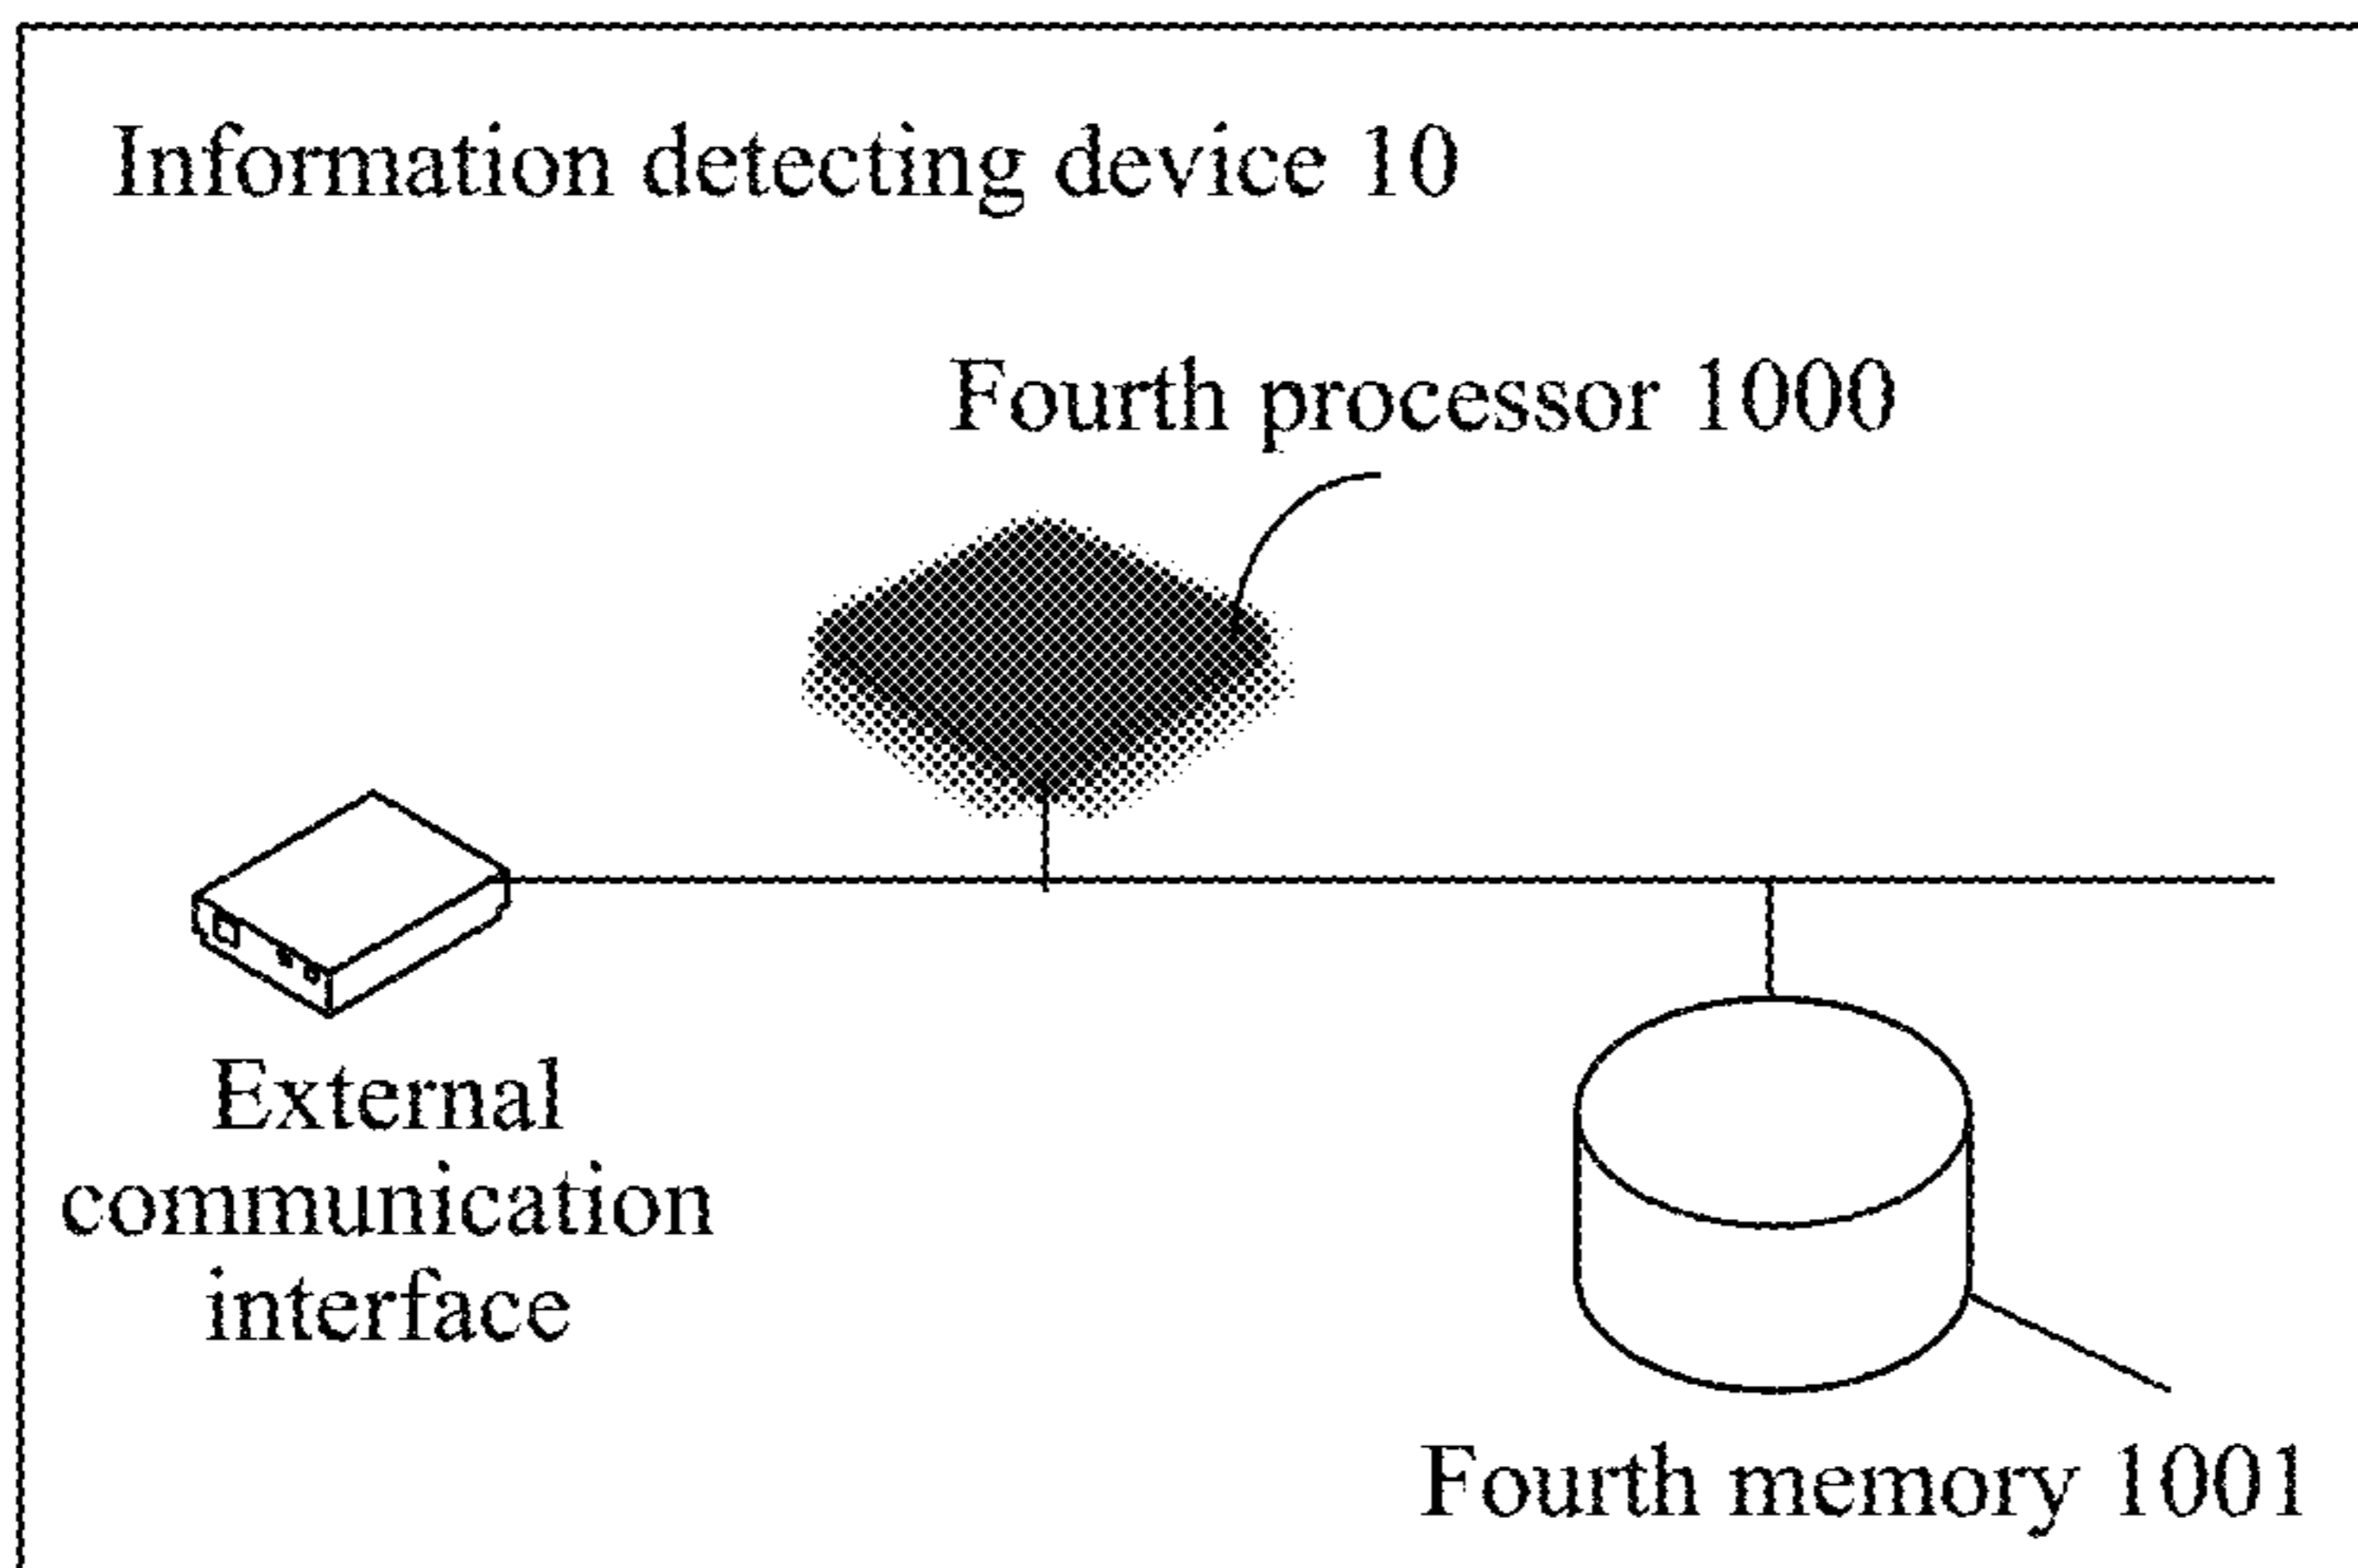 Information detecting device 10
Fourth processor 1000
External
communication
interface
Fourth memory 1001